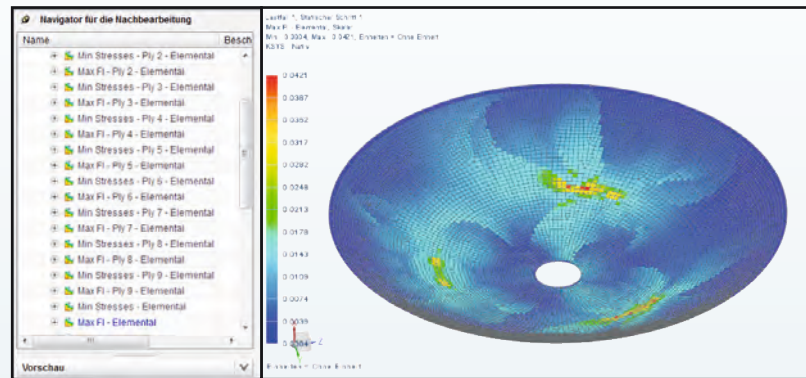 Navigator für die Nachbearbeitung
Name
Besch
Min Stresses - Ply 2 - Elemental
Max FI - Ply 2 - Elemental
Min Stresses - Ply 3 - Elemental
Max FI - Ply 3 - Elemental
Min Stresses - Ply 4 - Elemental
Max FI - Ply 4 - Elemental
Min Stresses - Ply 5 - Elemental
Max FI - Ply 5 - Elemental
Min Stresses - Ply 6 - Elemental
Max FI - Ply 6 - Elemental
Min Stresses - Ply 7 - Elemental
Max FI - Ply 7 - Elemental
Min Stresses - Ply 8 - Elemental
Max FI - Ply 8 - Elemental
Min Stresses - Ply 9 - Elemental
Max FI - Ply 9 - Elemental
Min Stresses - Elemental
Max FI - Elemental
Vorschau
Lastfall 1, Statischer Schritt 1
Max FI - Elemental, Skalar
Min : 0.0004, Max : 0.0421, Einheiten = Ohne Einheit
0.0421
0.0387
0.0352
0.0317
0.0282
0.0248
0.0213
0.0178
0.0143
0.0109
0.0074
0.0039
0.0004
Einheiten = Ohne Einheit